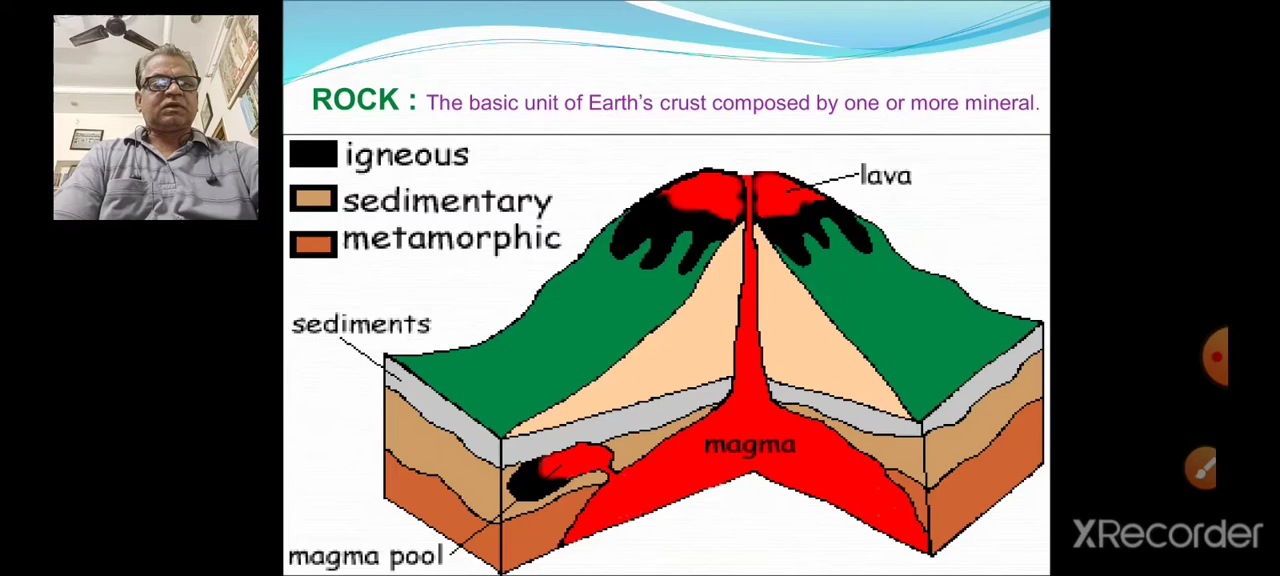 ROCK : The basic unit of Earth's crust composed by one or more mineral.
igneous
sedimentary
metamorphic
lava
sediments
magma
magma pool
XRecorder